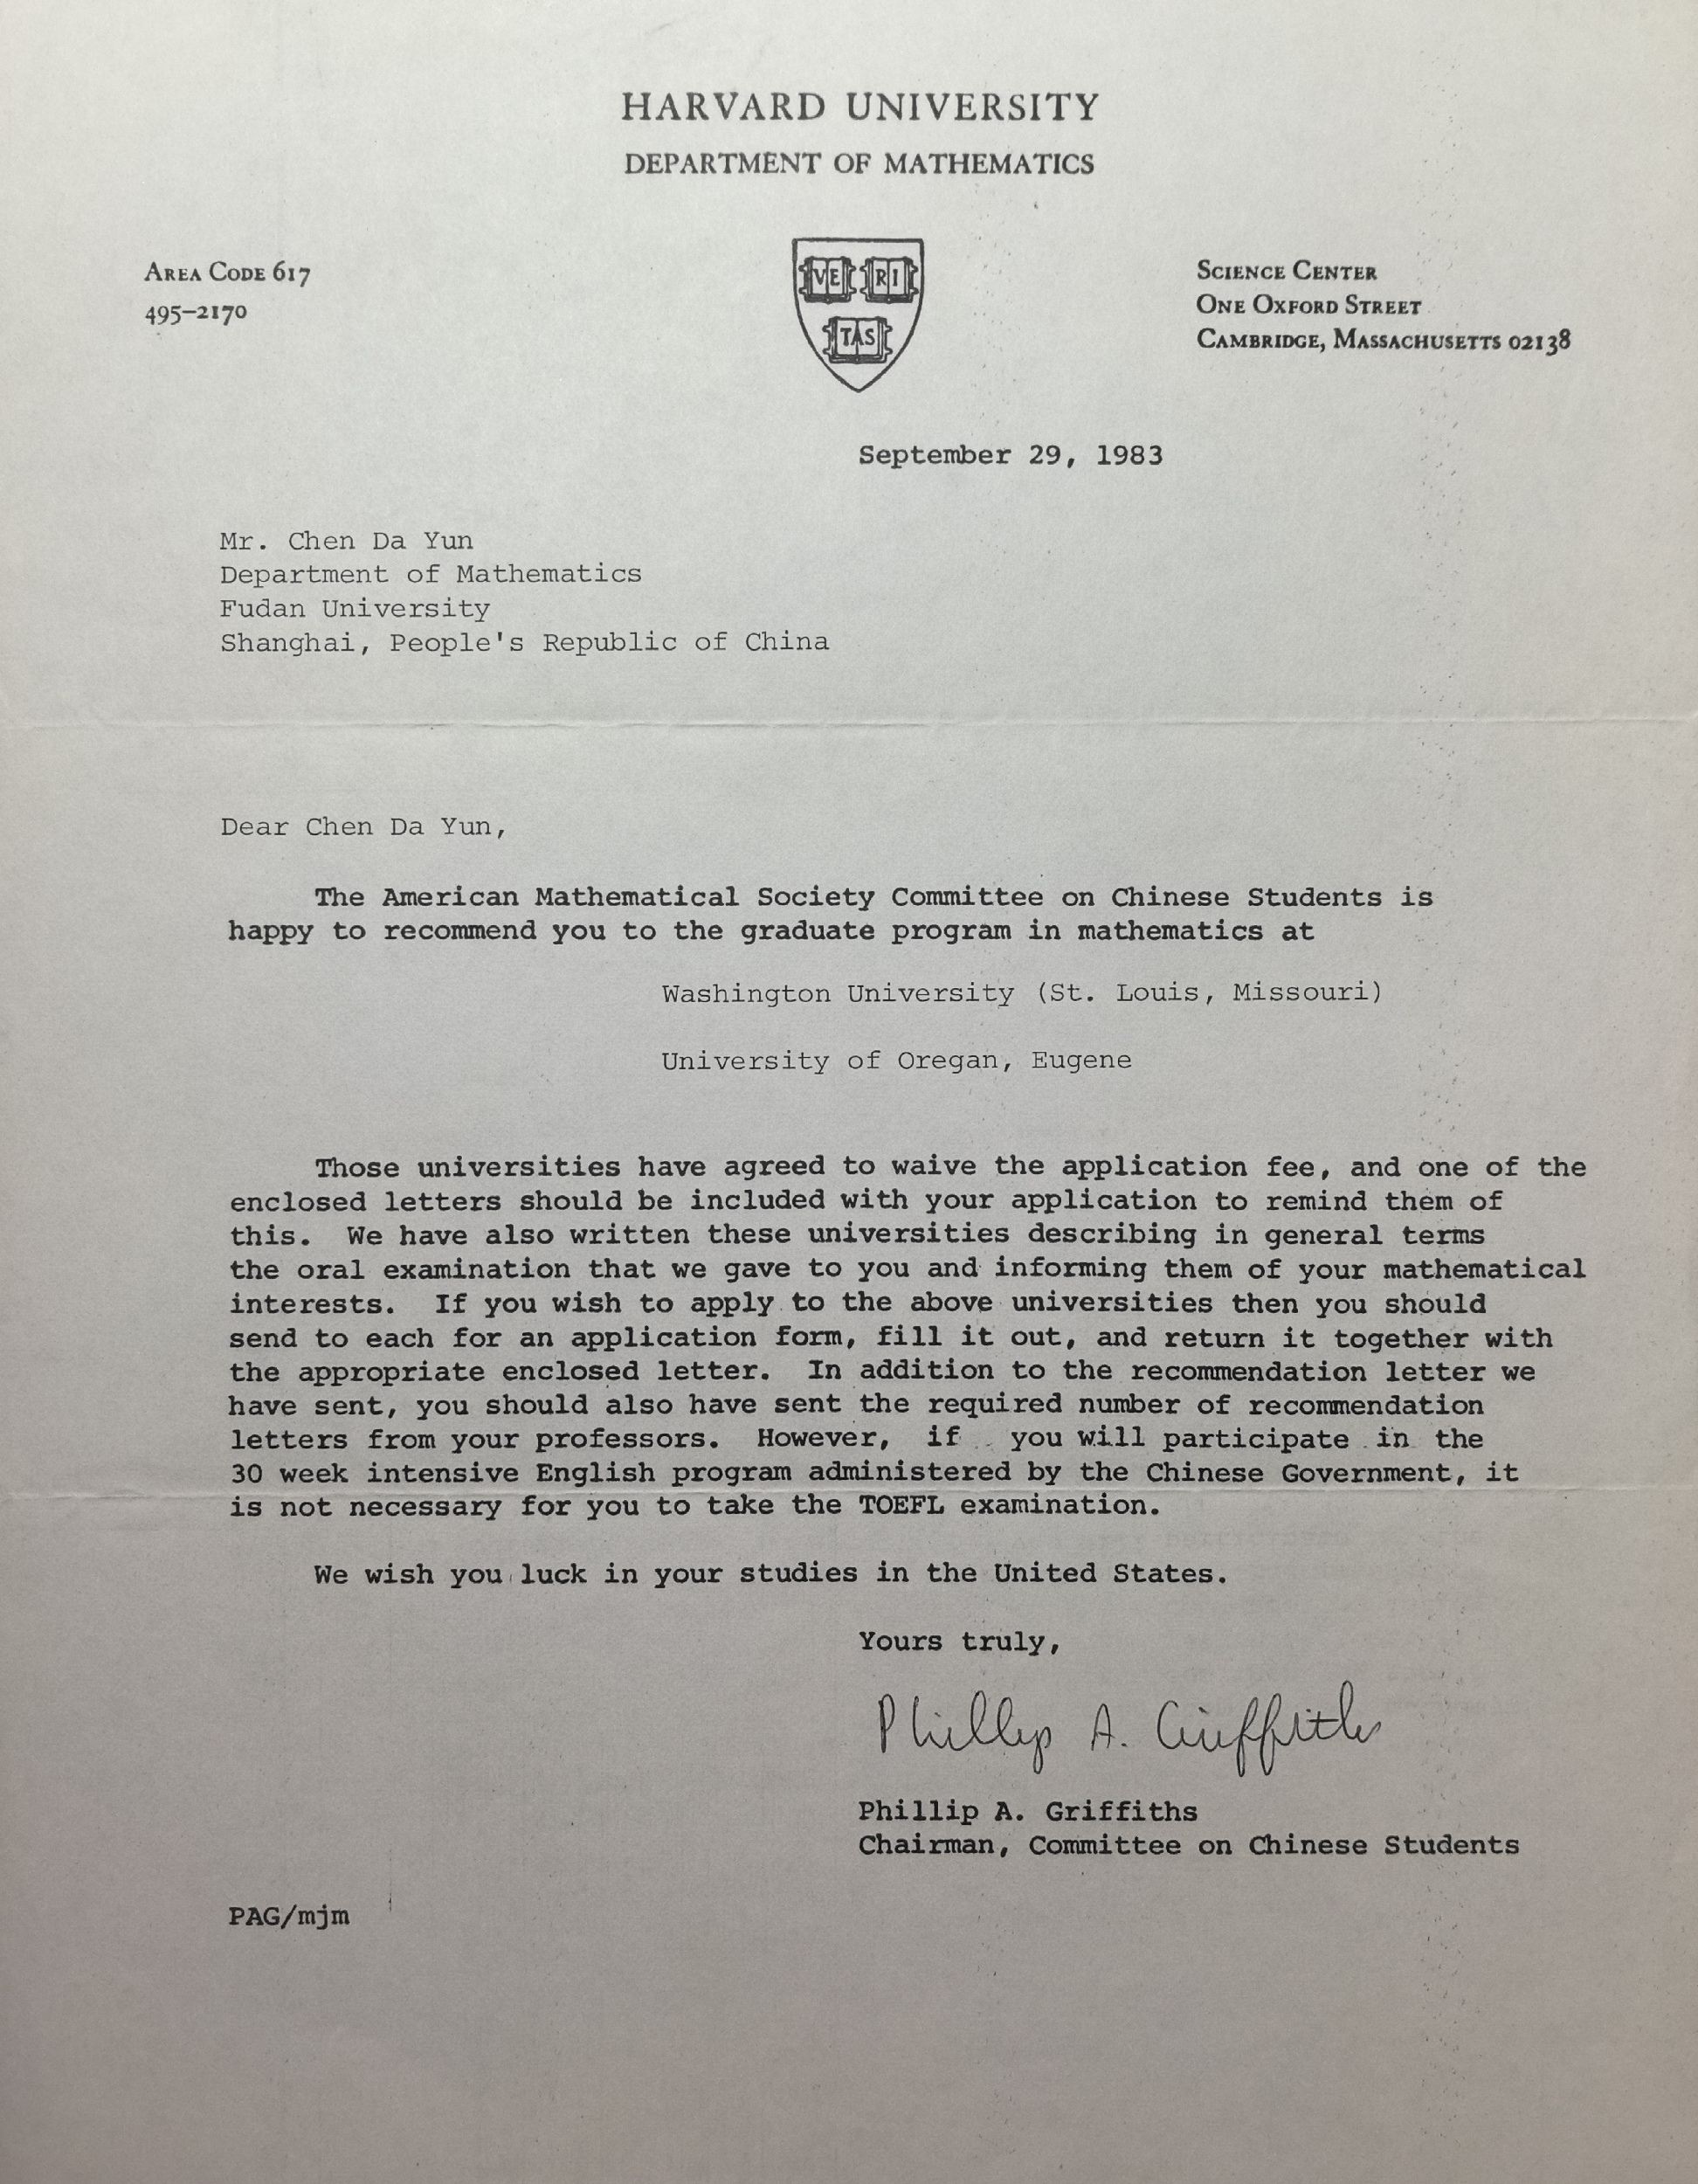 HARVARD UNIVERSITY
DEPARTMENT OF MATHEMATICS
AREA CODE 617
495–2170
VE RI
TAS
SCIENCE CENTER
ONE OXFORD STREET
CAMBRIDGE, MASSACHUSETTS 02138
September 29, 1983
Mr. Chen Da Yun
Department of Mathematics
Fudan University
Shanghai, People's Republic of China
Dear Chen Da Yun,
The American Mathematical Society Committee on Chinese Students is
happy to recommend you to the graduate program in mathematics at
Washington University (St. Louis, Missouri)
University of Oregan, Eugene
Those universities have agreed to waive the application fee, and one of the
enclosed letters should be included with your application to remind them of
this. We have also written these universities describing in general terms
the oral examination that we gave to you and informing them of your mathematical
interests. If you wish to apply to the above universities then you should
send to each for an application form, fill it out, and return it together with
the appropriate enclosed letter. In addition to the recommendation letter we
have sent, you should also have sent the required number of recommendation
letters from your professors. However, if you will participate in the
30 week intensive English program administered by the Chinese Government, it
is not necessary for you to take the TOEFL examination.
We wish you luck in your studies in the United States.
Yours truly,
Phillip A. Griffiths
Phillip A. Griffiths
Chairman, Committee on Chinese Students
PAG/mjm